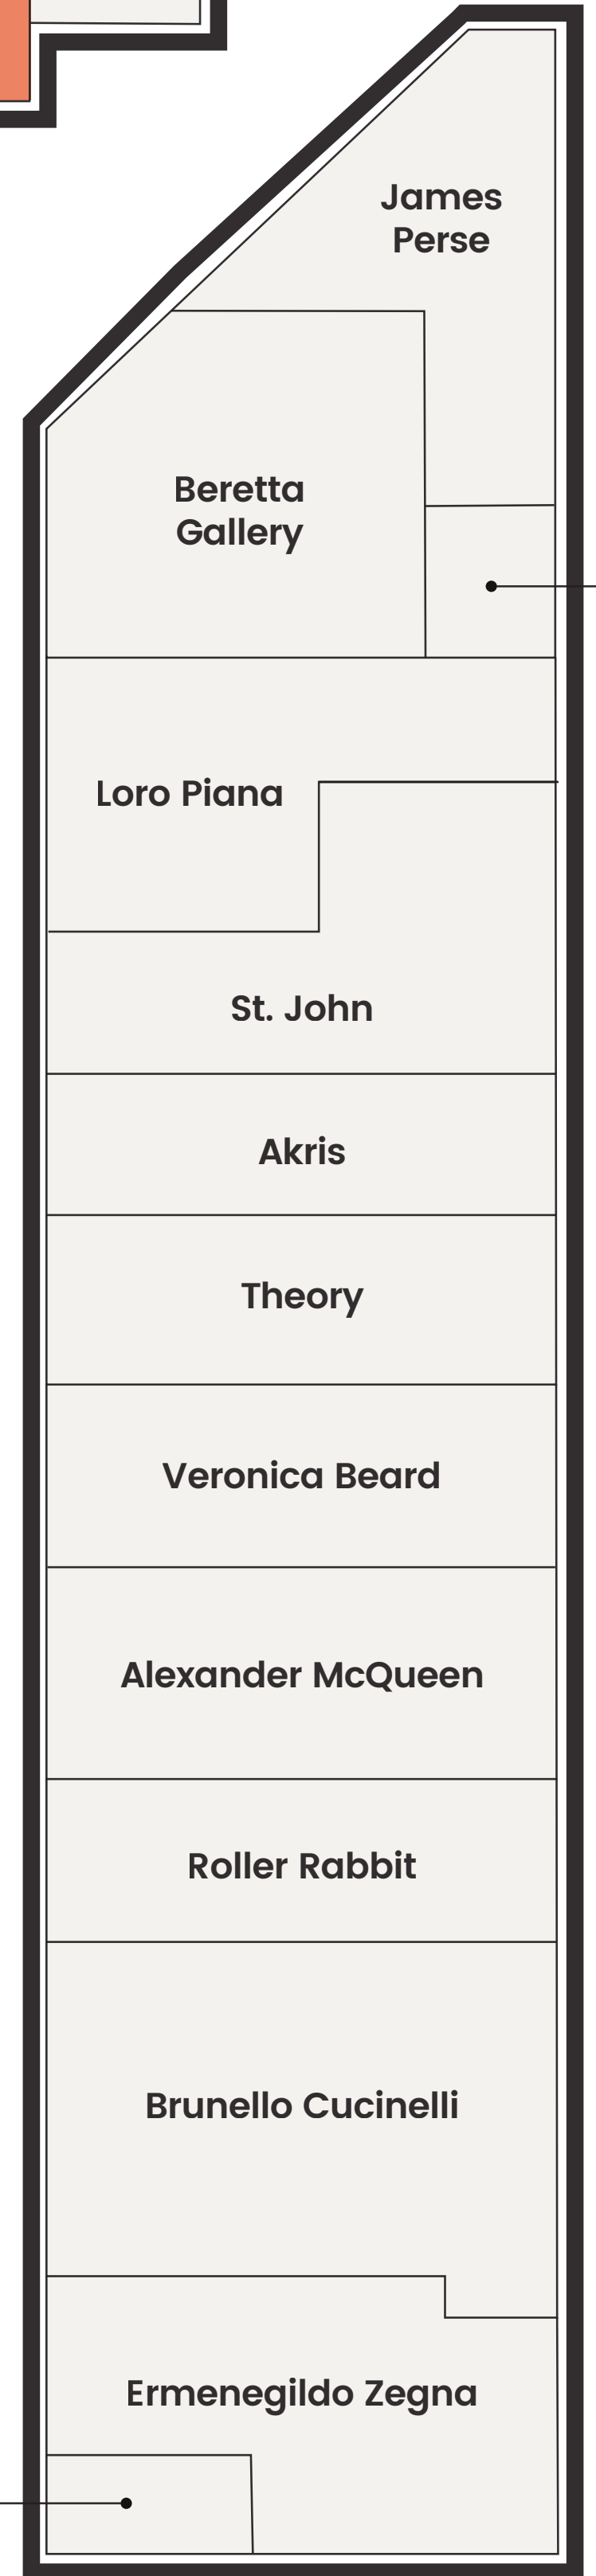 James
Perse
Beretta
Gallery
Loro Piana
St. John
Akris
Theory
Veronica Beard
Alexander McQueen
Roller Rabbit
Brunello Cucinelli
Ermenegildo Zegna